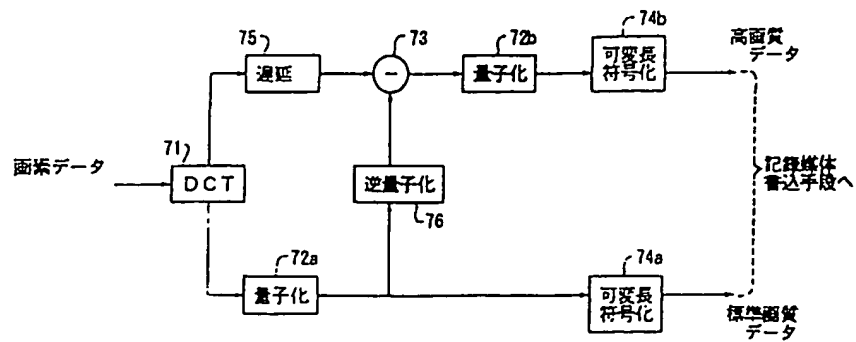 75
遅延
73
−
72b
量子化
74b
可変長
符号化
高画質
データ
画素データ
71
DCT
逆量子化
76
記録媒体
書込手段へ
72a
量子化
74a
可変長
符号化
標準画質
データ